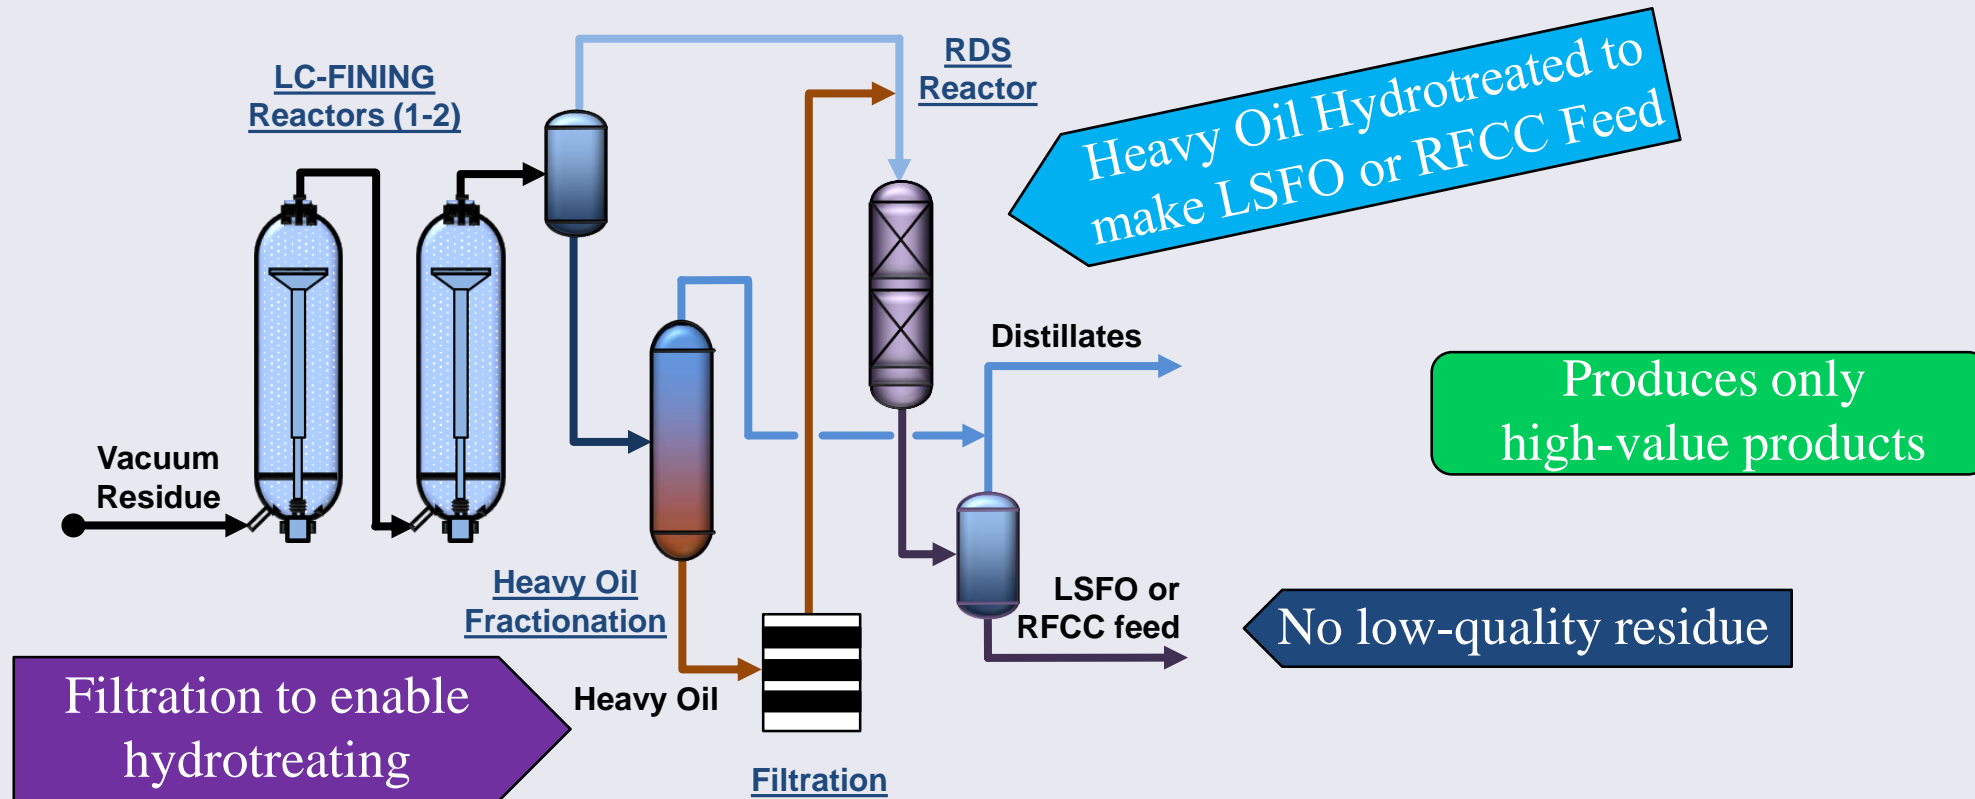 LC-FINING
Reactors (1-2)
RDS
Reactor
Heavy Oil Hydrotreated to
make LSFO or RFCC Feed
Distillates
Produces only
high-value products
Vacuum
Residue
Heavy Oil
Fractionation
LSFO or
RFCC feed
No low-quality residue
Filtration to enable
hydrotreating
Heavy Oil
Filtration